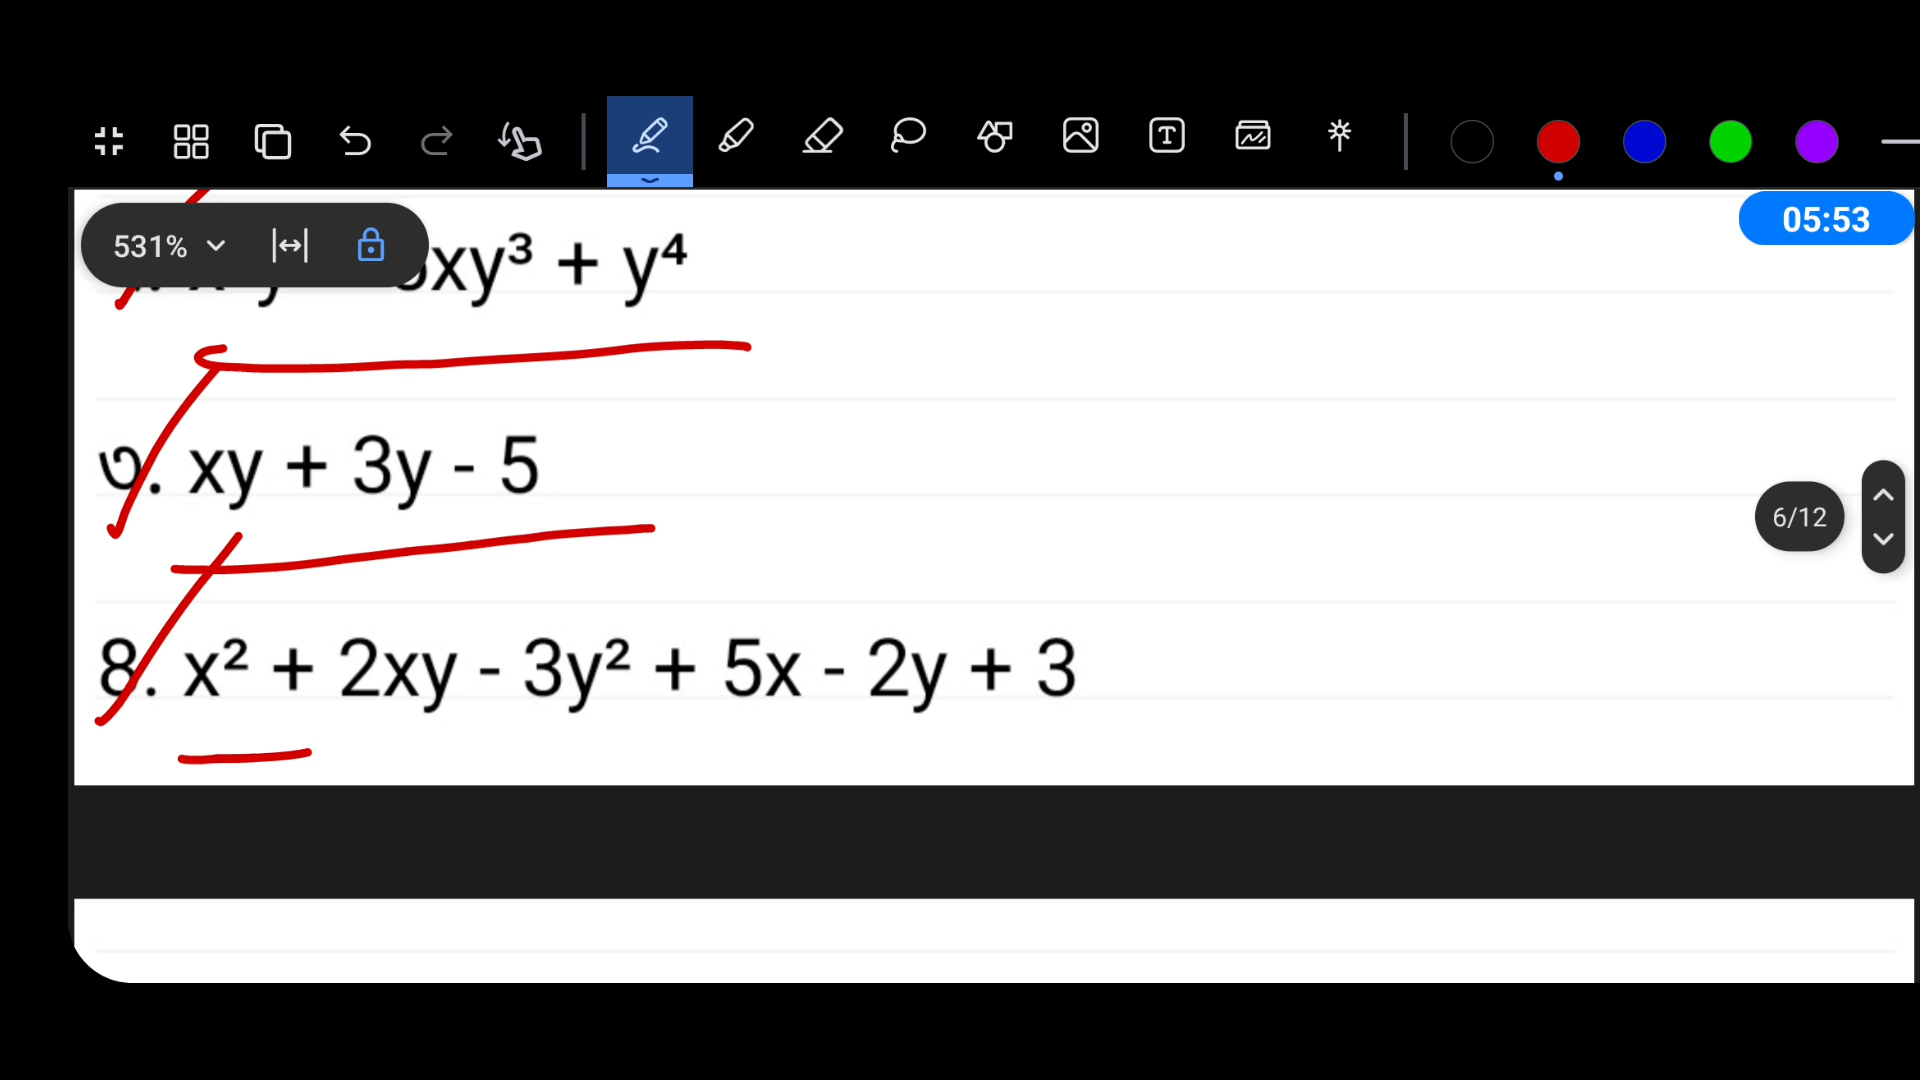 05:53
531%
xy³ + y⁴
৩. xy + 3y - 5
6/12
8. x² + 2xy - 3y² + 5x - 2y + 3